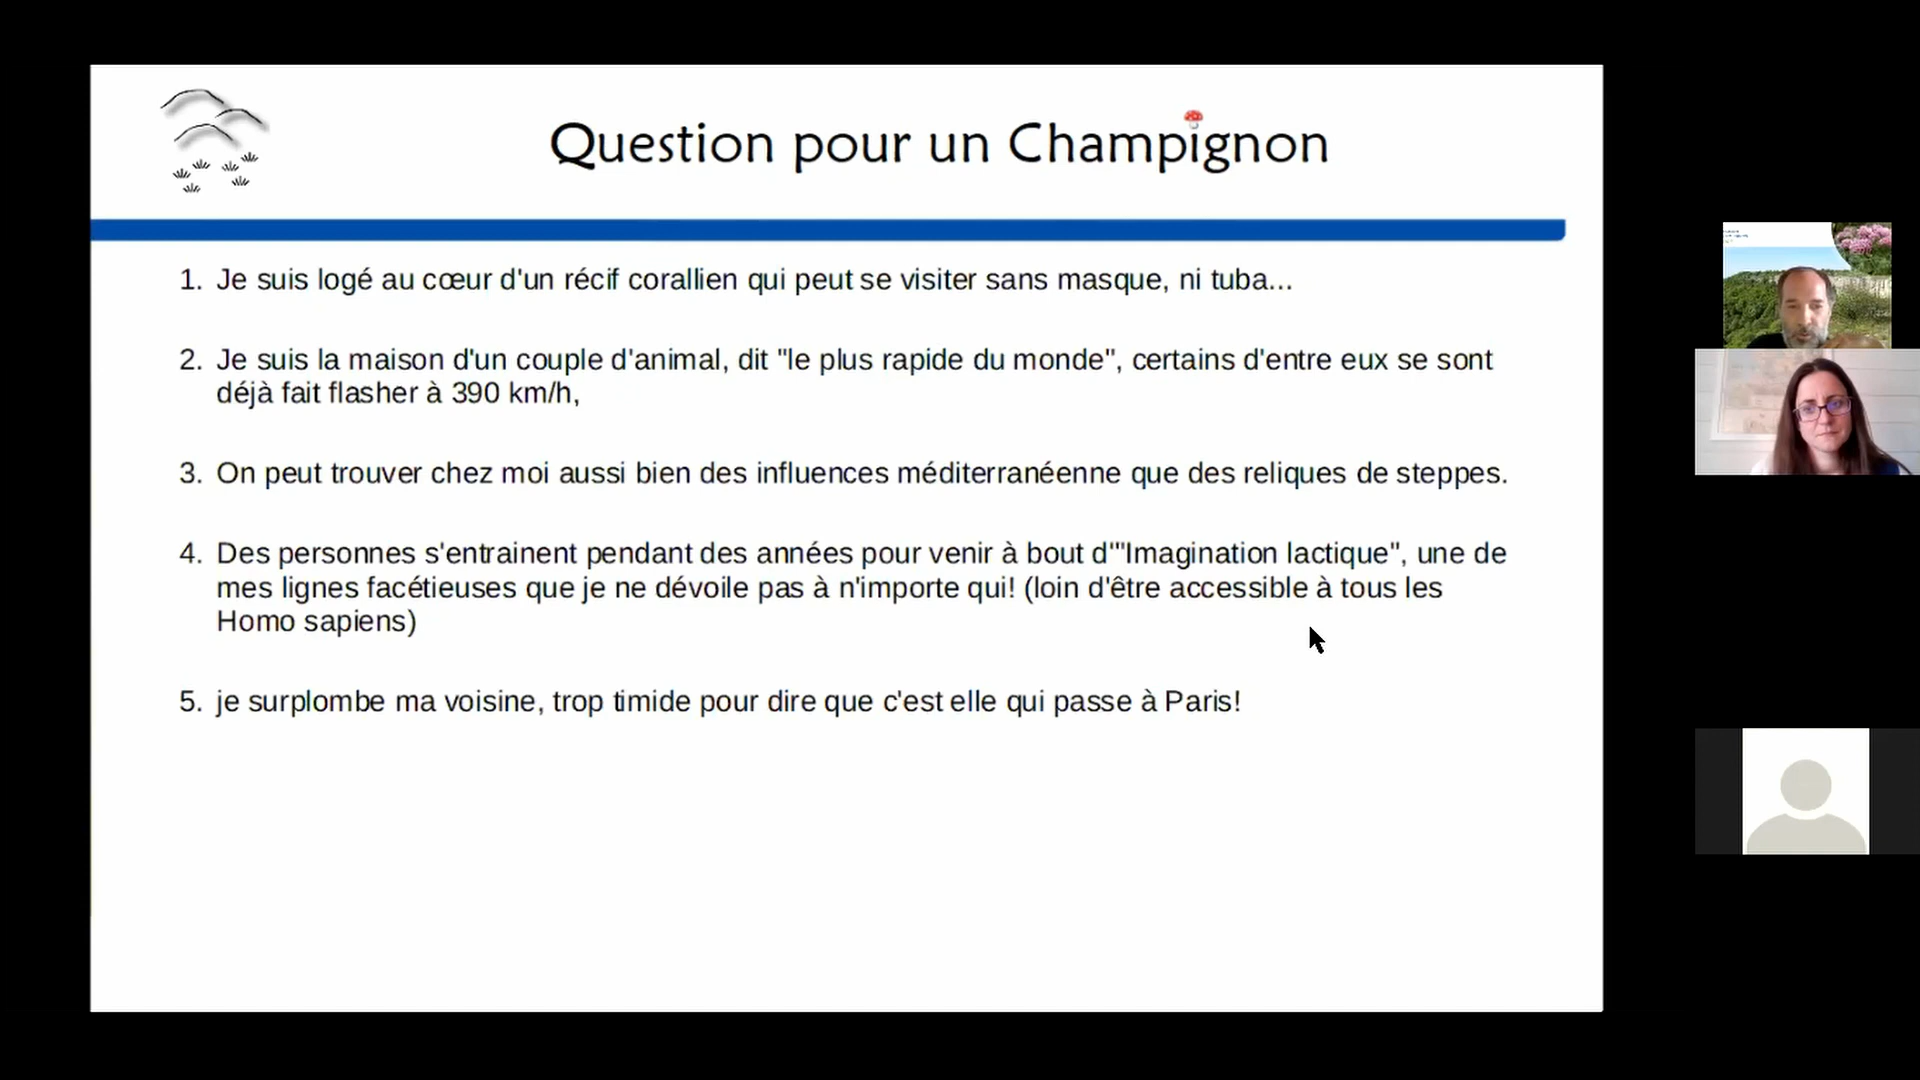 Question pour un Champignon
1. Je suis logé au cœur d'un récif corallien qui peut se visiter sans masque, ni tuba...
2. Je suis la maison d'un couple d'animal, dit "le plus rapide du monde", certains d'entre eux se sont
déjà fait flasher à 390 km/h,
3. On peut trouver chez moi aussi bien des influences méditerranéenne que des reliques de steppes.
4. Des personnes s'entrainent pendant des années pour venir à bout d'"Imagination lactique", une de
mes lignes facétieuses que je ne dévoile pas à n'importe qui! (loin d'être accessible à tous les
Homo sapiens)
5. je surplombe ma voisine, trop timide pour dire que c'est elle qui passe à Paris!